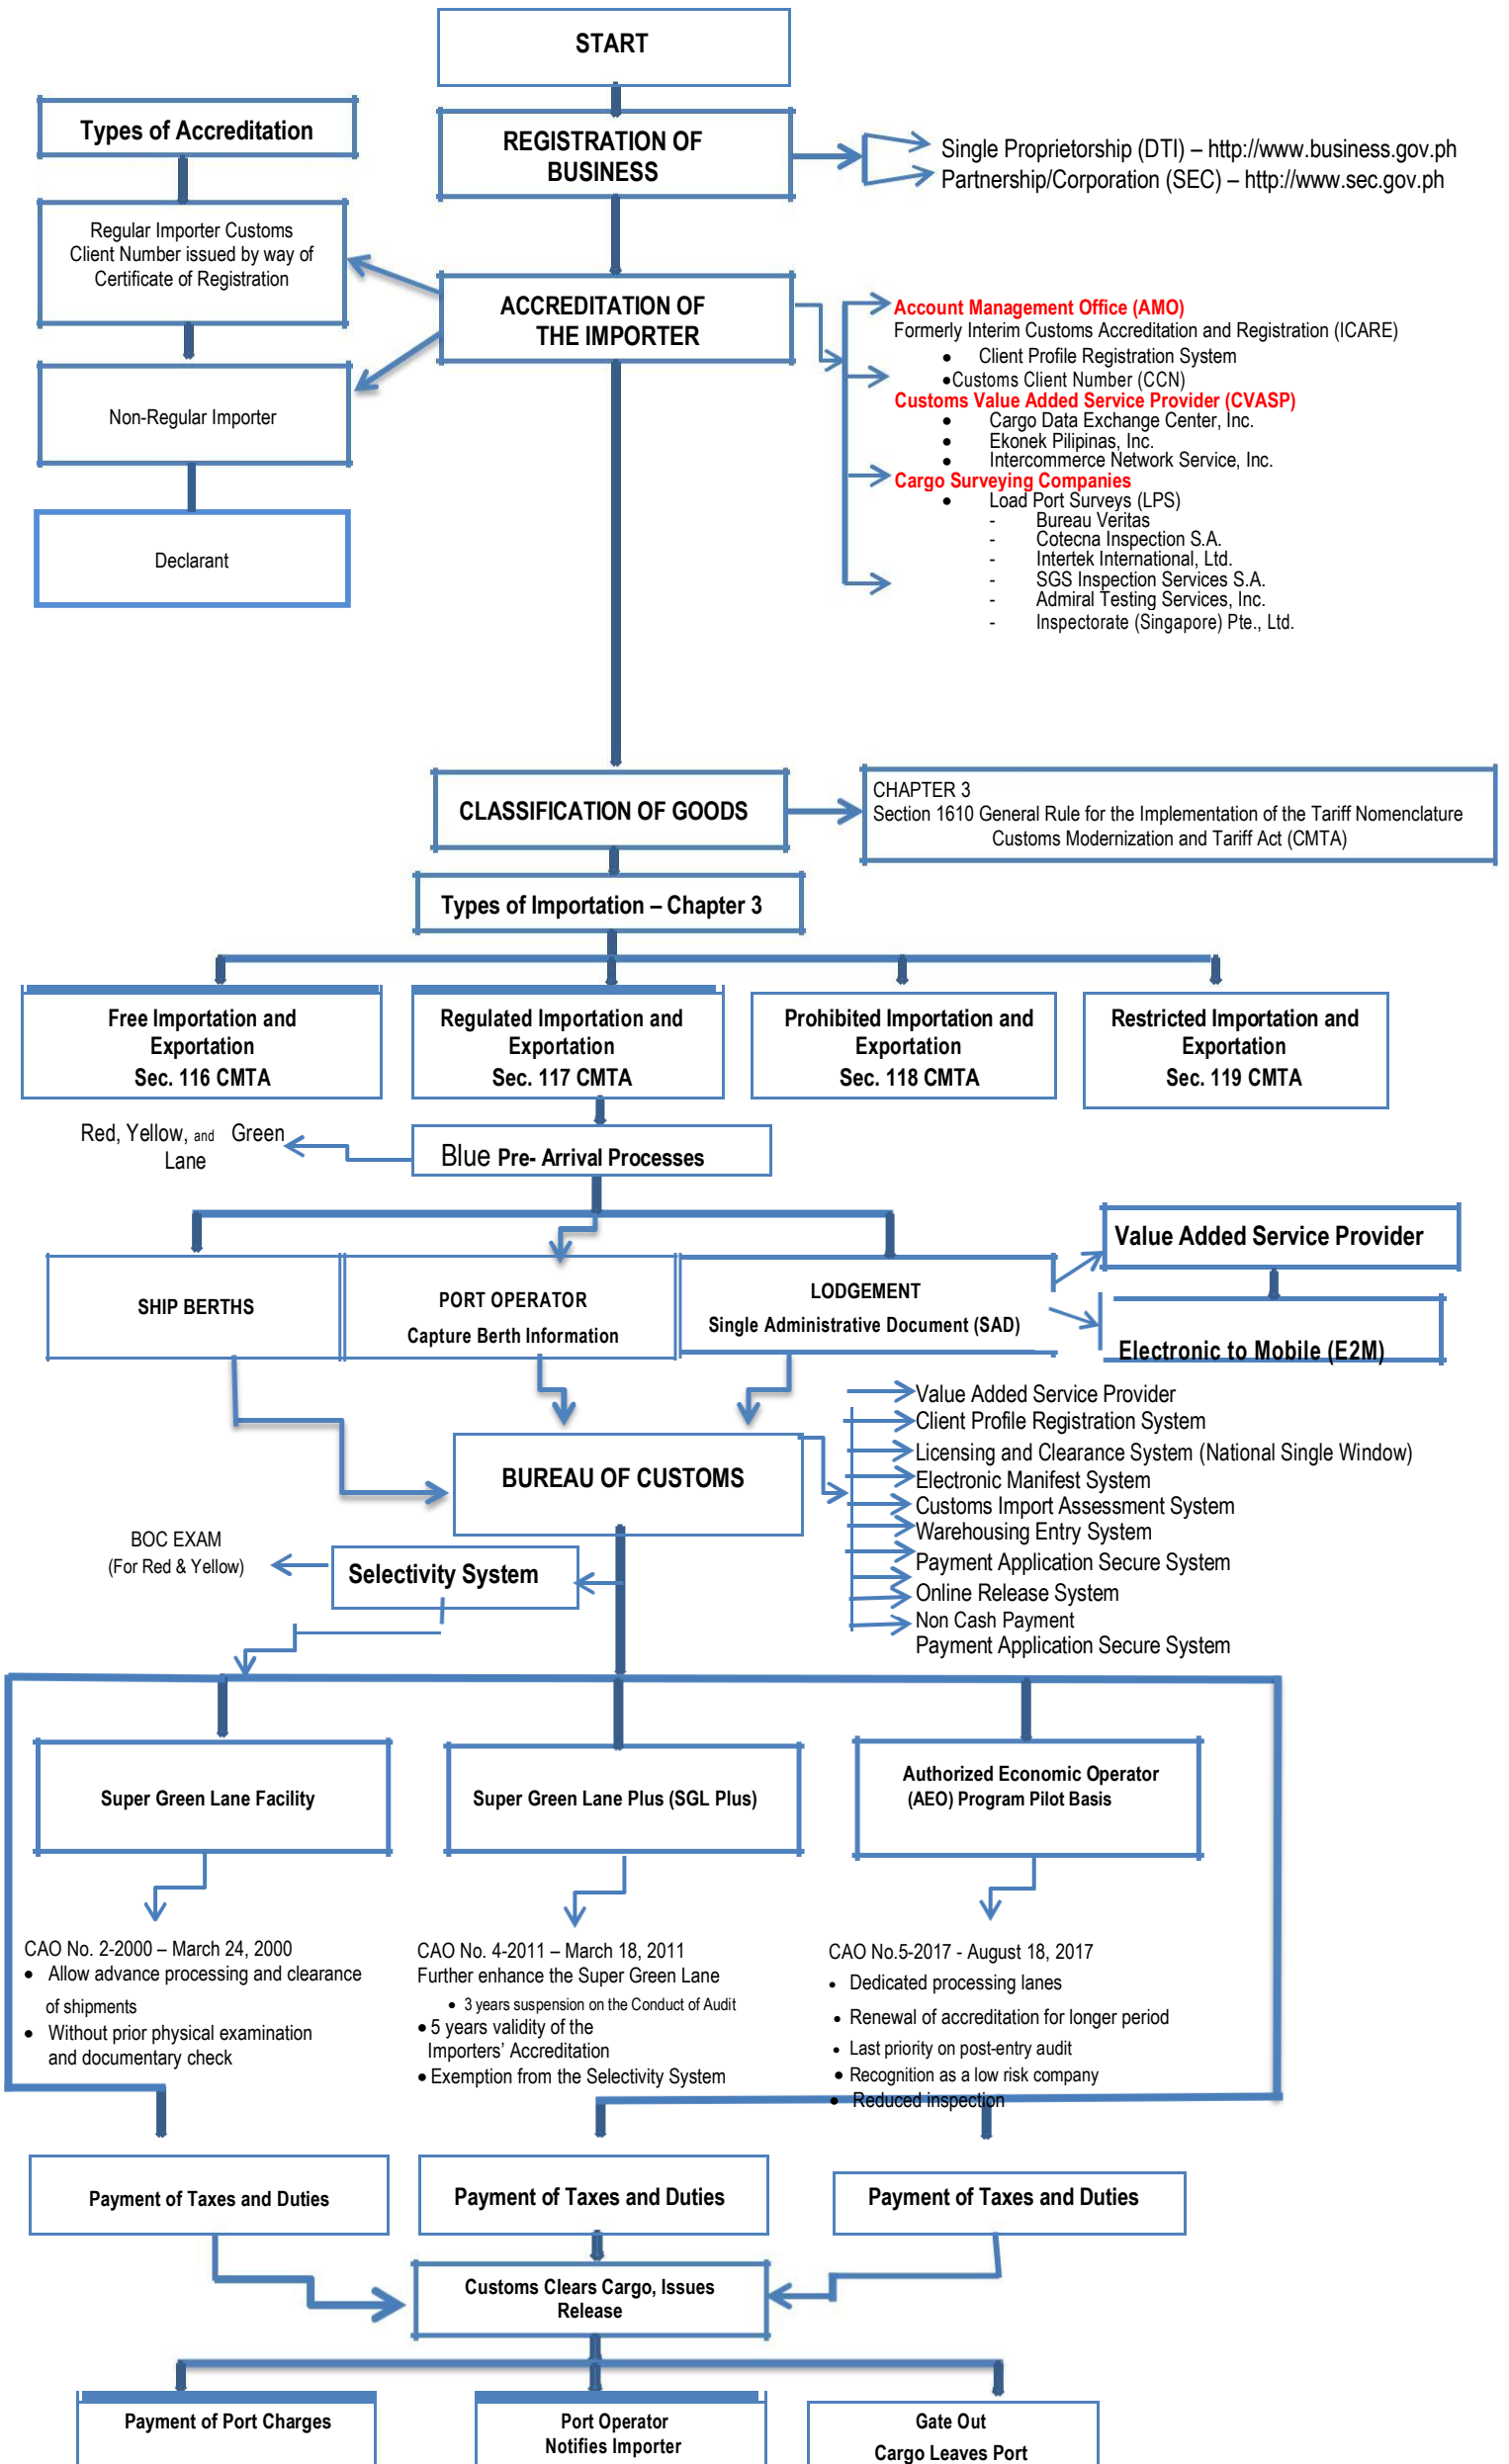 START
Types of Accreditation
REGISTRATION OF
BUSINESS
Single Proprietorship (DTI) – http://www.business.gov.ph
Partnership/Corporation (SEC) – http://www.sec.gov.ph
Regular Importer Customs
Client Number issued by way of
Certificate of Registration
ACCREDITATION OF
THE IMPORTER
Account Management Office (AMO)
Formerly Interim Customs Accreditation and Registration (ICARE)
• Client Profile Registration System
•Customs Client Number (CCN)
Customs Value Added Service Provider (CVASP)
• Cargo Data Exchange Center, Inc.
• Ekonek Pilipinas, Inc.
• Intercommerce Network Service, Inc.
Cargo Surveying Companies
• Load Port Surveys (LPS)
- Bureau Veritas
- Cotecna Inspection S.A.
- Intertek International, Ltd.
- SGS Inspection Services S.A.
- Admiral Testing Services, Inc.
- Inspectorate (Singapore) Pte., Ltd.
Non-Regular Importer
Declarant
CLASSIFICATION OF GOODS
CHAPTER 3
Section 1610 General Rule for the Implementation of the Tariff Nomenclature
Customs Modernization and Tariff Act (CMTA)
Types of Importation – Chapter 3
Free Importation and
Exportation
Sec. 116 CMTA
Regulated Importation and
Exportation
Sec. 117 CMTA
Prohibited Importation and
Exportation
Sec. 118 CMTA
Restricted Importation and
Exportation
Sec. 119 CMTA
Red, Yellow, and Green
Lane
Blue Pre- Arrival Processes
SHIP BERTHS
PORT OPERATOR
Capture Berth Information
LODGEMENT
Single Administrative Document (SAD)
Value Added Service Provider
Electronic to Mobile (E2M)
BUREAU OF CUSTOMS
Value Added Service Provider
Client Profile Registration System
Licensing and Clearance System (National Single Window)
Electronic Manifest System
Customs Import Assessment System
Warehousing Entry System
Payment Application Secure System
Online Release System
Non Cash Payment
Payment Application Secure System
BOC EXAM
(For Red & Yellow)
Selectivity System
Super Green Lane Facility
Super Green Lane Plus (SGL Plus)
Authorized Economic Operator
(AEO) Program Pilot Basis
CAO No. 2-2000 – March 24, 2000
• Allow advance processing and clearance
of shipments
• Without prior physical examination
and documentary check
CAO No. 4-2011 – March 18, 2011
Further enhance the Super Green Lane
• 3 years suspension on the Conduct of Audit
• 5 years validity of the
Importers’ Accreditation
• Exemption from the Selectivity System
CAO No.5-2017 - August 18, 2017
• Dedicated processing lanes
• Renewal of accreditation for longer period
• Last priority on post-entry audit
• Recognition as a low risk company
• Reduced inspection
Payment of Taxes and Duties
Payment of Taxes and Duties
Payment of Taxes and Duties
Customs Clears Cargo, Issues
Release
Payment of Port Charges
Port Operator
Notifies Importer
Gate Out
Cargo Leaves Port